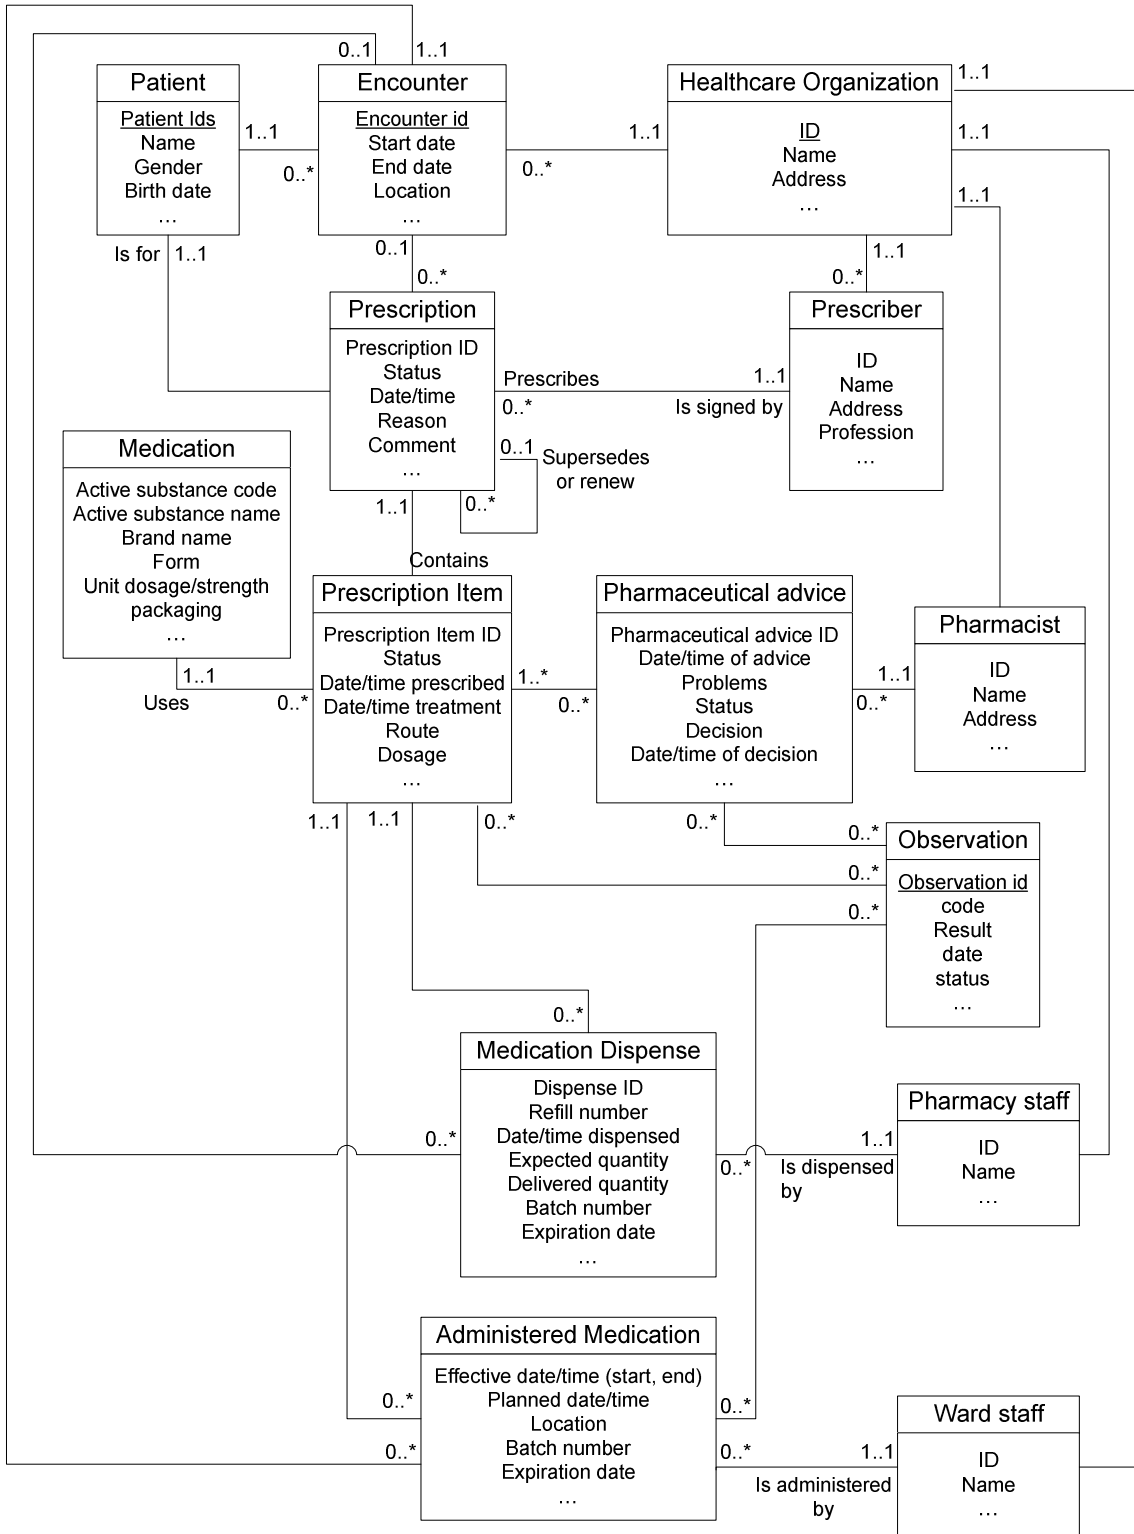 0..1
1..1
1..1
Patient
Patient Ids
Name
Gender
Birth date
…
1..1
0..*
Encounter
Encounter id
Start date
End date
Location
…
1..1
0..*
Healthcare Organization
ID
Name
Address
…
1..1
1..1
Is for
1..1
0..1
0..*
1..1
0..*
Prescription
Prescription ID
Status
Date/time
Reason
Comment
…
Prescribes
0..*
1..1
Is signed by
Prescriber
ID
Name
Address
Profession
…
0..1
Supersedes
or renew
0..*
1..1
Contains
Medication
Active substance code
Active substance name
Brand name
Form
Unit dosage/strength
packaging
…
1..1
Uses
0..*
Prescription Item
Prescription Item ID
Status
Date/time prescribed
Date/time treatment
Route
Dosage
…
1..*
0..*
Pharmaceutical advice
Pharmaceutical advice ID
Date/time of advice
Problems
Status
Decision
Date/time of decision
…
1..1
0..*
Pharmacist
ID
Name
Address
…
1..1
1..1
0..*
0..*
0..*
0..*
0..*
Observation
Observation id
code
Result
date
status
…
0..*
Medication Dispense
Dispense ID
Refill number
Date/time dispensed
Expected quantity
Delivered quantity
Batch number
Expiration date
…
0..*
0..*
1..1
Is dispensed
by
Pharmacy staff
ID
Name
…
Administered Medication
Effective date/time (start, end)
Planned date/time
Location
Batch number
Expiration date
…
0..*
0..*
0..*
0..*
1..1
Is administered
by
Ward staff
ID
Name
…